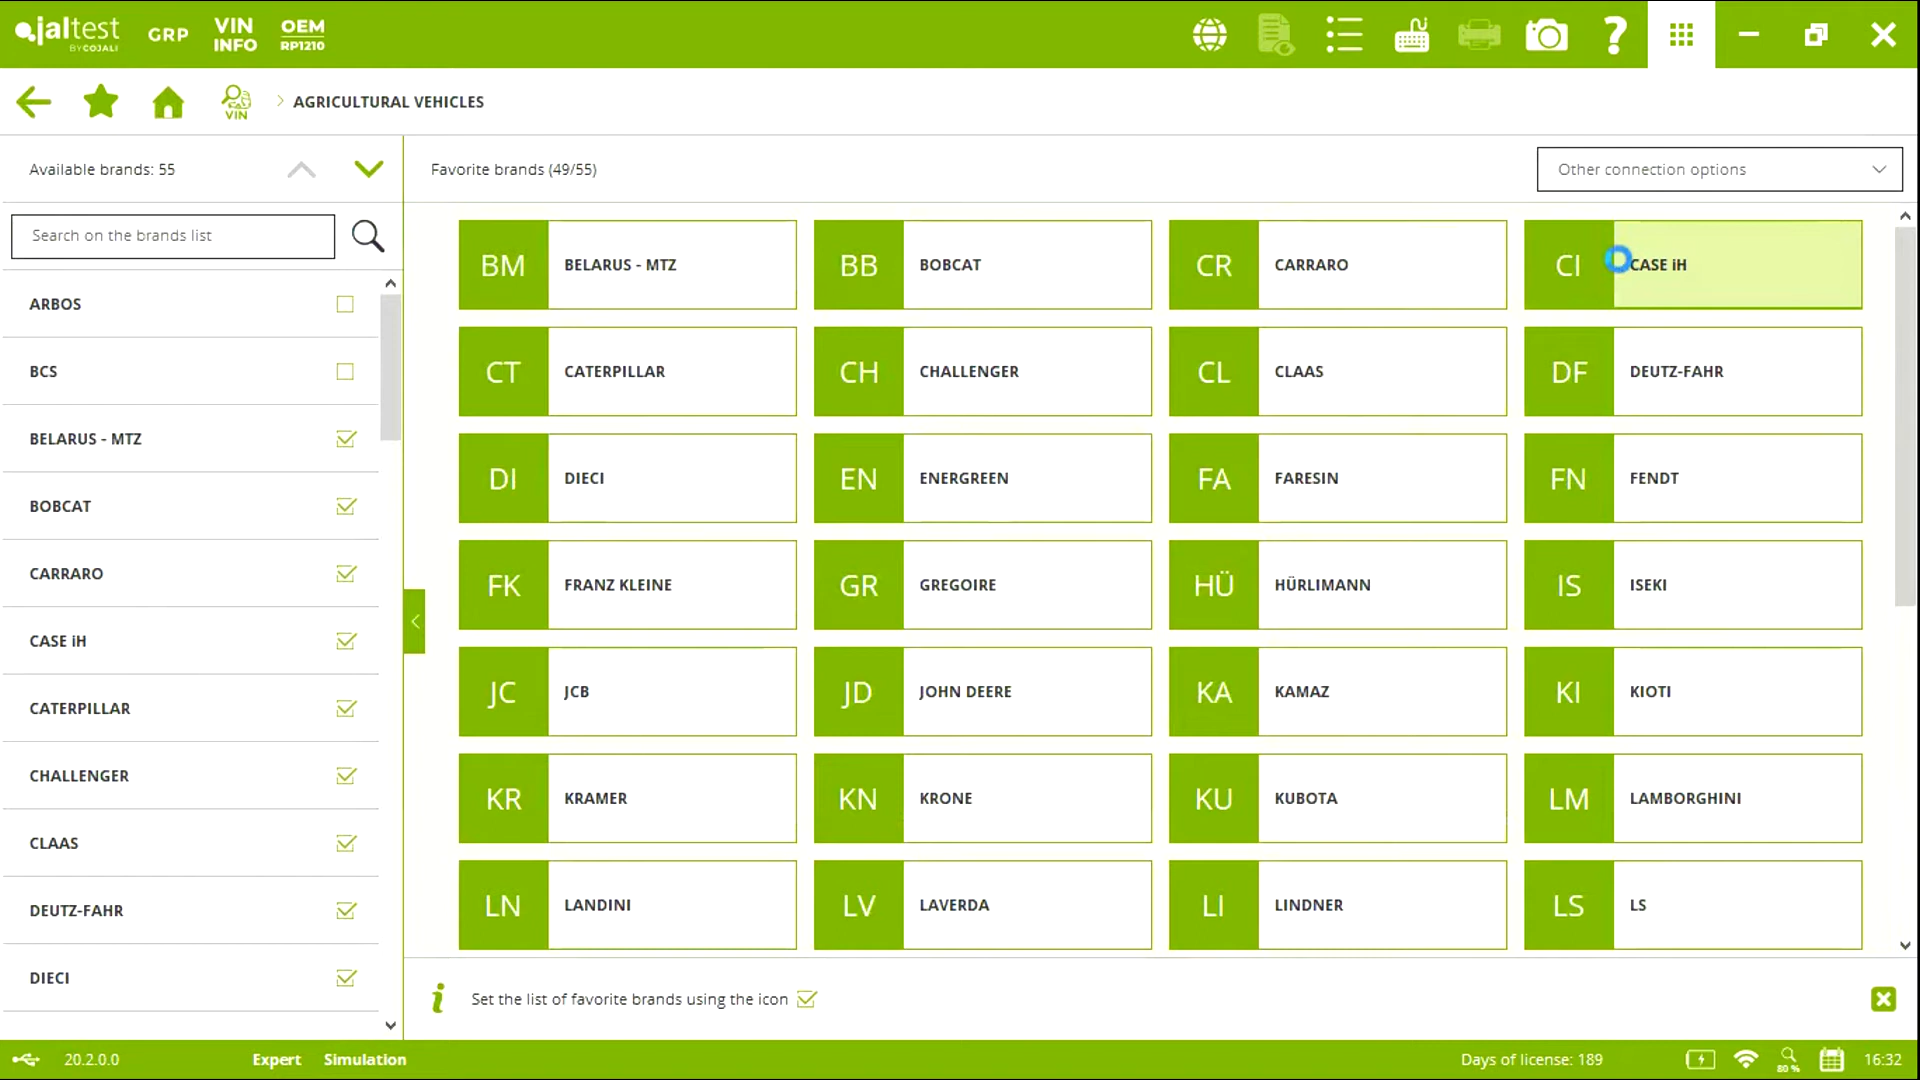 jaltest
BY COJALI
GRP
VIN
INFO
OEM
RP1210
VIN
AGRICULTURAL VEHICLES
Available brands: 55
Favorite brands (49/55)
Other connection options
Search on the brands list
ARBOS
BCS
BELARUS - MTZ
BOBCAT
CARRARO
CASE iH
CATERPILLAR
CHALLENGER
CLAAS
DEUTZ-FAHR
DIECI
BM BELARUS - MTZ
BB BOBCAT
CR CARRARO
CI CASE iH
CT CATERPILLAR
CH CHALLENGER
CL CLAAS
DF DEUTZ-FAHR
DI DIECI
EN ENERGREEN
FA FARESIN
FN FENDT
FK FRANZ KLEINE
GR GREGOIRE
HÜ HÜRLIMANN
IS ISEKI
JC JCB
JD JOHN DEERE
KA KAMAZ
KI KIOTI
KR KRAMER
KN KRONE
KU KUBOTA
LM LAMBORGHINI
LN LANDINI
LV LAVERDA
LI LINDNER
LS LS
Set the list of favorite brands using the icon
20.2.0.0
Expert
Simulation
Days of license: 189
80 %
16:32